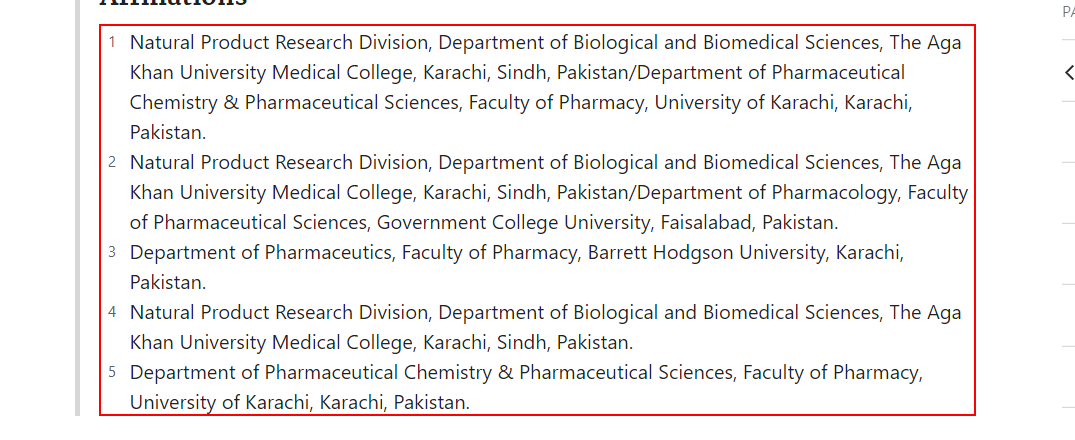 Affiliations
PA
1 Natural Product Research Division, Department of Biological and Biomedical Sciences, The Aga
Khan University Medical College, Karachi, Sindh, Pakistan/Department of Pharmaceutical
Chemistry & Pharmaceutical Sciences, Faculty of Pharmacy, University of Karachi, Karachi,
Pakistan.
2 Natural Product Research Division, Department of Biological and Biomedical Sciences, The Aga
Khan University Medical College, Karachi, Sindh, Pakistan/Department of Pharmacology, Faculty
of Pharmaceutical Sciences, Government College University, Faisalabad, Pakistan.
3 Department of Pharmaceutics, Faculty of Pharmacy, Barrett Hodgson University, Karachi,
Pakistan.
4 Natural Product Research Division, Department of Biological and Biomedical Sciences, The Aga
Khan University Medical College, Karachi, Sindh, Pakistan.
5 Department of Pharmaceutical Chemistry & Pharmaceutical Sciences, Faculty of Pharmacy,
University of Karachi, Karachi, Pakistan.